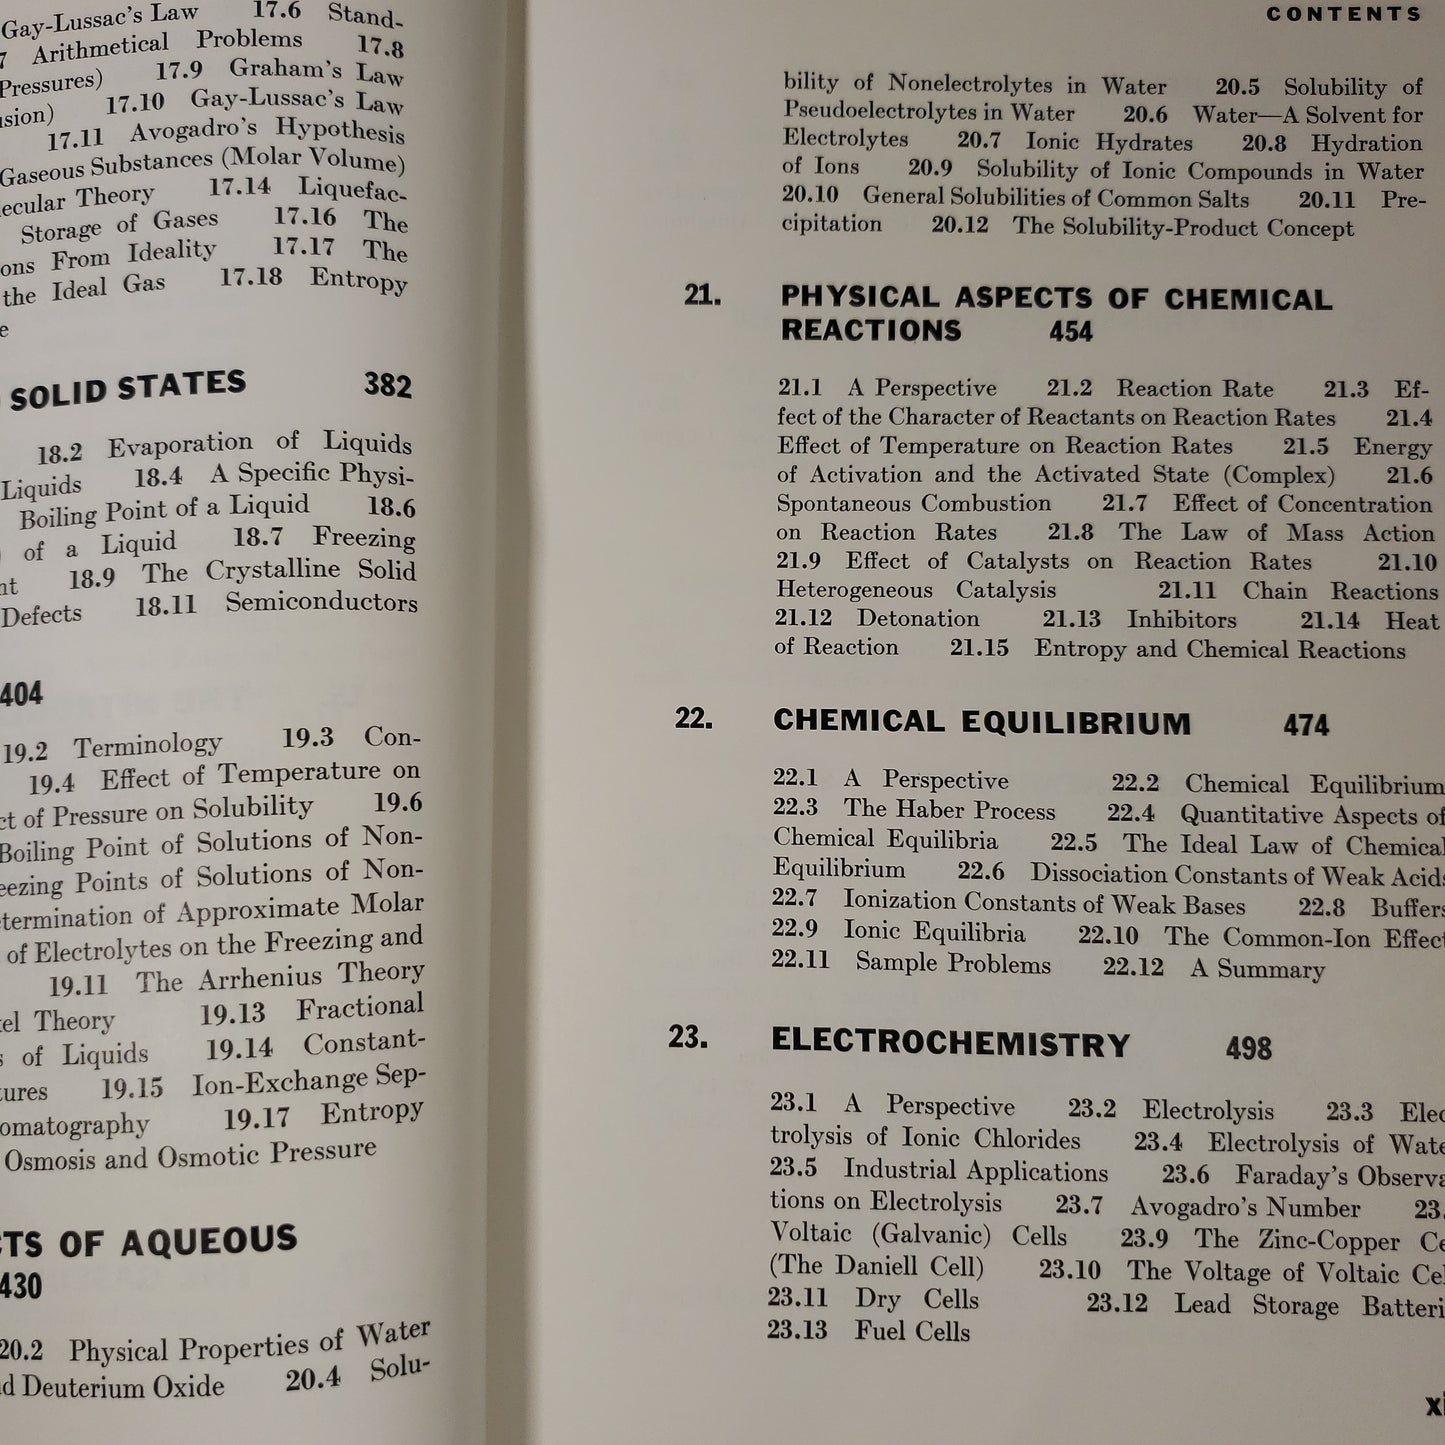 Gay-Lussac's Law 17.6 Stand-
7 Arithmetical Problems 17.8
Pressures) 17.9 Graham's Law
17.10 Gay-Lussac's Law
17.11 Avogadro's Hypothesis
Gaseous Substances (Molar Volume)
Theory 17.14 Liquefac-
Storage of Gases 17.16 The
From Ideality 17.17 The
the Ideal Gas 17.18 Entropy
SOLID STATES 382
18.2 Evaporation of Liquids
Liquids 18.4 A Specific Physi-
Boiling Point of a Liquid 18.6
of a Liquid 18.7 Freezing
18.9 The Crystalline Solid
Defects 18.11 Semiconductors
404
19.2 Terminology 19.3 Con-
19.4 Effect of Temperature on
of Pressure on Solubility 19.6
Boiling Point of Solutions of Non-
Points of Solutions of Non-
of Approximate Molar
of Electrolytes on the Freezing and
19.11 The Arrhenius Theory
Theory 19.13 Fractional
of Liquids 19.14 Constant-
19.15 Ion-Exchange Sep-
19.17 Entropy
Osmosis and Osmotic Pressure
OF AQUEOUS
430
20.2 Physical Properties of Water
Deuterium Oxide 20.4 Solu-
CONTENTS
bility of Nonelectrolytes in Water 20.5 Solubility of
Pseudoelectrolytes in Water 20.6 Water—A Solvent for
Electrolytes 20.7 Ionic Hydrates 20.8 Hydration
of Ions 20.9 Solubility of Ionic Compounds in Water
20.10 General Solubilities of Common Salts 20.11 Pre-
cipitation 20.12 The Solubility-Product Concept
21. PHYSICAL ASPECTS OF CHEMICAL
REACTIONS 454
21.1 A Perspective 21.2 Reaction Rate 21.3 Ef-
fect of the Character of Reactants on Reaction Rates 21.4
Effect of Temperature on Reaction Rates 21.5 Energy
of Activation and the Activated State (Complex) 21.6
Spontaneous Combustion 21.7 Effect of Concentration
on Reaction Rates 21.8 The Law of Mass Action
21.9 Effect of Catalysts on Reaction Rates 21.10
Heterogeneous Catalysis 21.11 Chain Reactions
21.12 Detonation 21.13 Inhibitors 21.14 Heat
of Reaction 21.15 Entropy and Chemical Reactions
22. CHEMICAL EQUILIBRIUM 474
22.1 A Perspective 22.2 Chemical Equilibrium
22.3 The Haber Process 22.4 Quantitative Aspects of
Chemical Equilibria 22.5 The Ideal Law of Chemical
Equilibrium 22.6 Dissociation Constants of Weak Acids
22.7 Ionization Constants of Weak Bases 22.8 Buffers
22.9 Ionic Equilibria 22.10 The Common-Ion Effect
22.11 Sample Problems 22.12 A Summary
23. ELECTROCHEMISTRY 498
23.1 A Perspective 23.2 Electrolysis 23.3 Elec
trolysis of Ionic Chlorides 23.4 Electrolysis of Wate
23.5 Industrial Applications 23.6 Faraday's Observa
tions on Electrolysis 23.7 Avogadro's Number 23.
Voltaic (Galvanic) Cells 23.9 The Zinc-Copper Ce
(The Daniell Cell) 23.10 The Voltage of Voltaic Cel
23.11 Dry Cells 23.12 Lead Storage Batteri
23.13 Fuel Cells